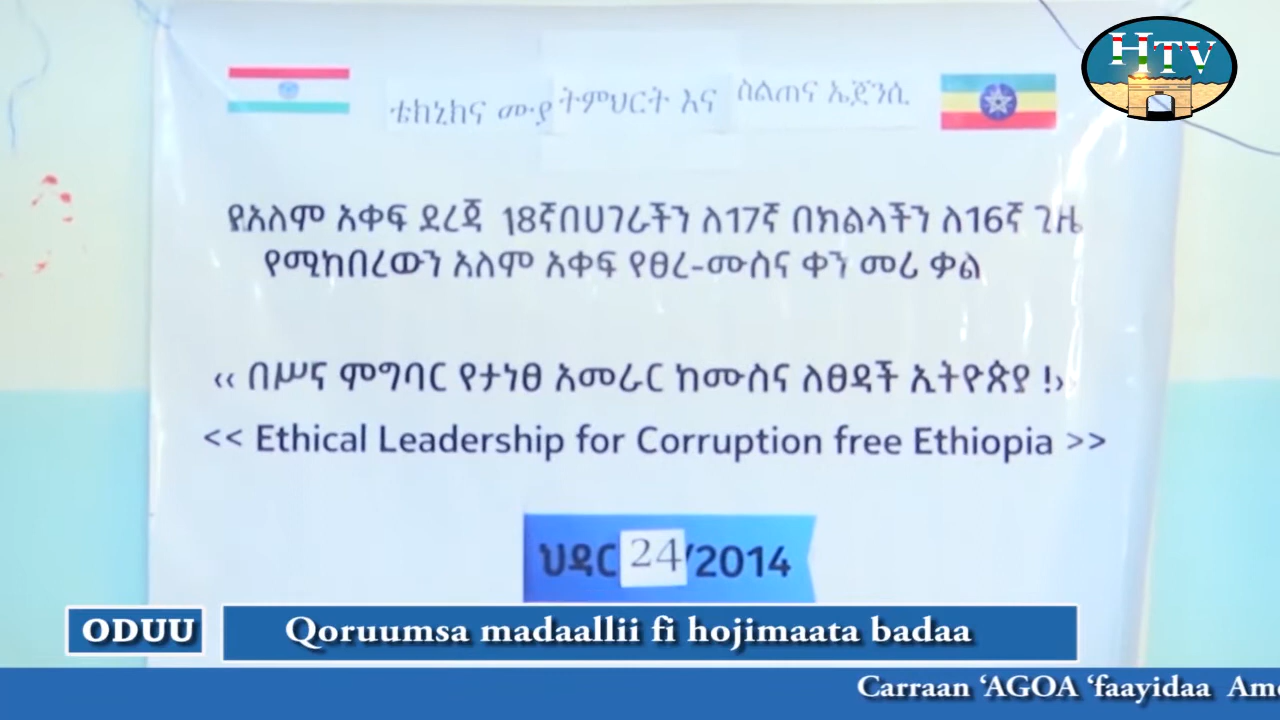 HTV
ቴክኒክና ሙያ ትምህርት እና ስልጠና ኤጀንሲ
የአለም አቀፍ ደረጃ 18ኛበሀገራችን ለ17ኛ በክልላችን ለ16ኛ ጊዜ
የሚከበረውን አለም አቀፍ የፀረ-ሙስና ቀን መሪ ቃል
‹‹ በሥና ምግባር የታነፀ አመራር ከሙስና ለፀዳች ኢትዮጵያ !›
<< Ethical Leadership for Corruption free Ethiopia >>
ህዳር 24/2014
ODUU
Qoruumsa madaallii fi hojimaata badaa
Carraan ‘AGOA ‘faayidaa